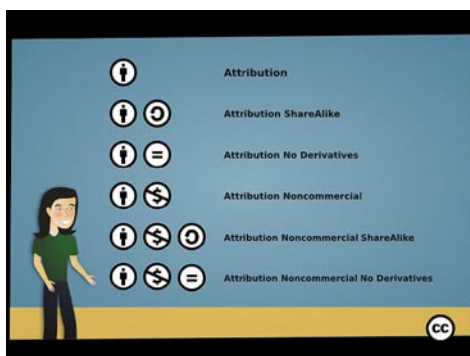 Attribution
Attribution ShareAlike
Attribution No Derivatives
Attribution Noncommercial
Attribution Noncommercial ShareAlike
Attribution Noncommercial No Derivatives
cc